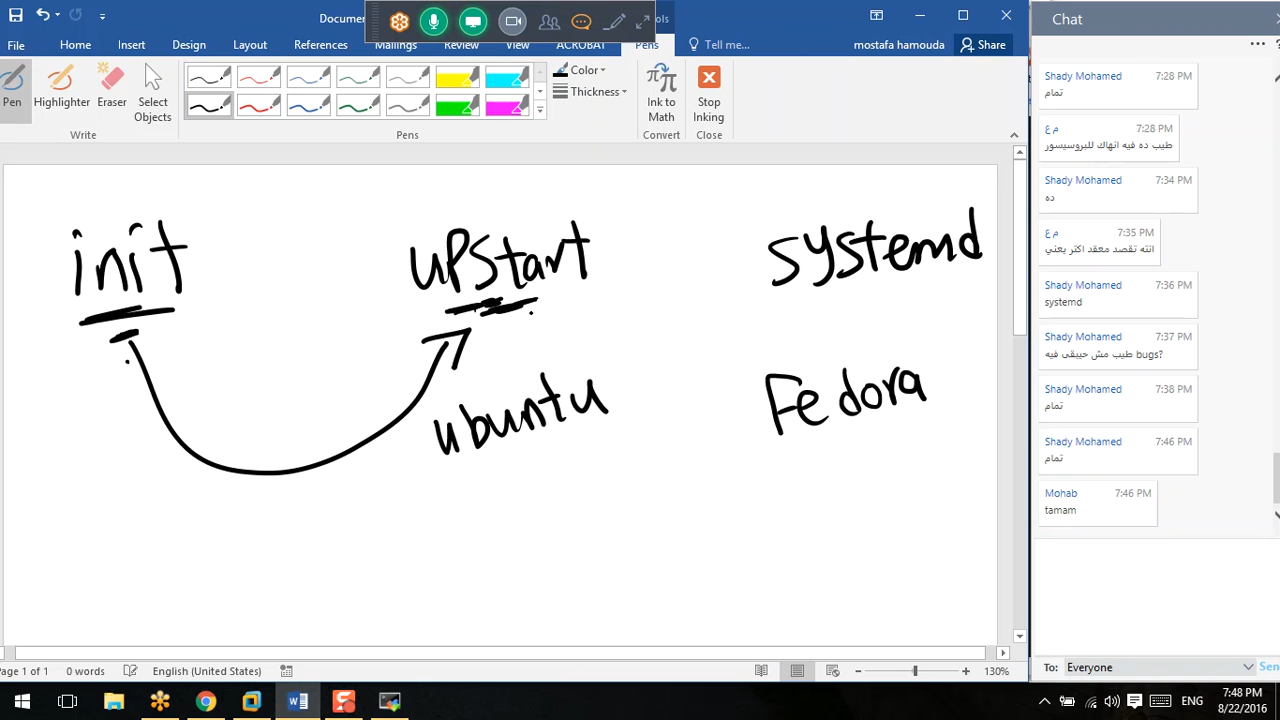 Documen
ols
mostafa hamouda
Share
File
Home
Insert
Design
Layout
References
Mailings
Review
View
ACROBAT
Pens
Tell me...
Pen
Highlighter
Eraser
Select Objects
Color
Thickness
Ink to Math
Stop Inking
Write
Pens
Convert
Close
init
upstart
systemd
ubuntu
Fedora
Page 1 of 1
0 words
English (United States)
130%
Chat
Shady Mohamed 7:28 PM
تمام
م ع 7:28 PM
طيب ده فيه انهاك للبروسيسور
Shady Mohamed 7:34 PM
ده
م ع 7:35 PM
انته تقصد معقد اكثر يعني
Shady Mohamed 7:36 PM
systemd
Shady Mohamed 7:37 PM
طيب مش حيبقى فيه bugs?
Shady Mohamed 7:38 PM
تمام
Shady Mohamed 7:46 PM
تمام
Mohab 7:46 PM
tamam
To: Everyone
Sen
ENG
7:48 PM
8/22/2016